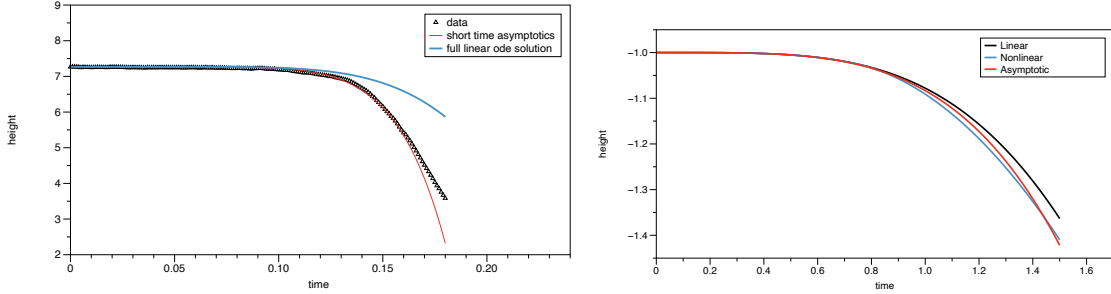 9
8
7
6
5
4
3
2
height
0
0.05
0.10
0.15
0.20
time
data
short time asymptotics
full linear ode solution
−1.0
−1.1
−1.2
−1.3
−1.4
height
0
0.2
0.4
0.6
0.8
1.0
1.2
1.4
1.6
time
Linear
Nonlinear
Asymptotic